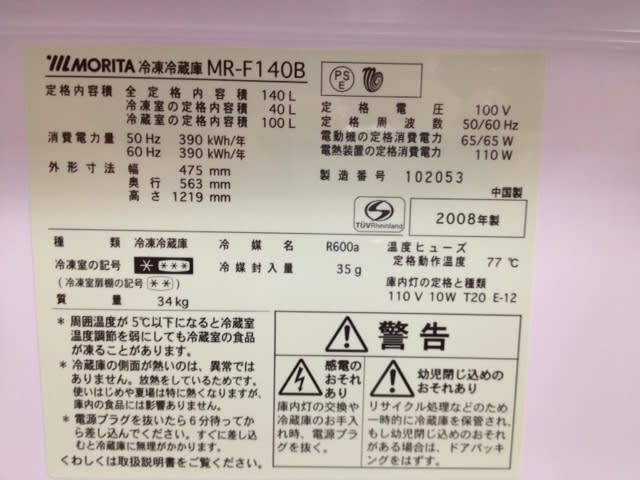 MORITA 冷凍冷蔵庫 MR-F140B
定格内容積 全定格内容積 140 L
冷凍室の定格内容積 40 L
冷蔵室の定格内容積 100 L
消費電力量 50 Hz 390 kWh/年
60 Hz 390 kWh/年
外形寸法 幅 475 mm
奥行 563 mm
高さ 1219 mm
PS
E
定格電圧 100 V
定格周波数 50/60 Hz
電動機の定格消費電力 65/65 W
電熱装置の定格消費電力 110 W
製造番号 102053
中国製
TÜVRheinland
2008年製
種類 冷凍冷蔵庫
冷凍室の記号 * ***
(冷凍室扉棚の記号 **)
質量 34 kg
冷媒名 R600a
冷媒封入量 35 g
温度ヒューズ
定格動作温度 77 ℃
庫内灯の定格と種類
110 V 10W T20 E-12
* 周囲温度が5℃以下になると冷蔵室
温度調節を弱にしても冷蔵室の食品
が凍ることがあります。
* 冷蔵庫の側面が熱いのは、異常では
ありません。放熱をしているためです。
使いはじめや夏場は特に熱くなりますが、
庫内の食品には影響ありません。
* 電源プラグを抜いたら6分待ってか
ら差し込んでください。すぐに差し込
むと冷蔵庫に無理がかかります。
くわしくは取扱説明書をご覧ください。
警告
感電の
おそれ
あり
庫内灯の交換や
冷蔵庫のお手入
れ時、電源プラ
グを抜く。
幼児閉じ込めの
おそれあり
リサイクル処理などのため
一時的に冷蔵庫を保管され、
もし幼児閉じ込めのおそれ
がある場合は、ドアパッキ
ングをはずす。